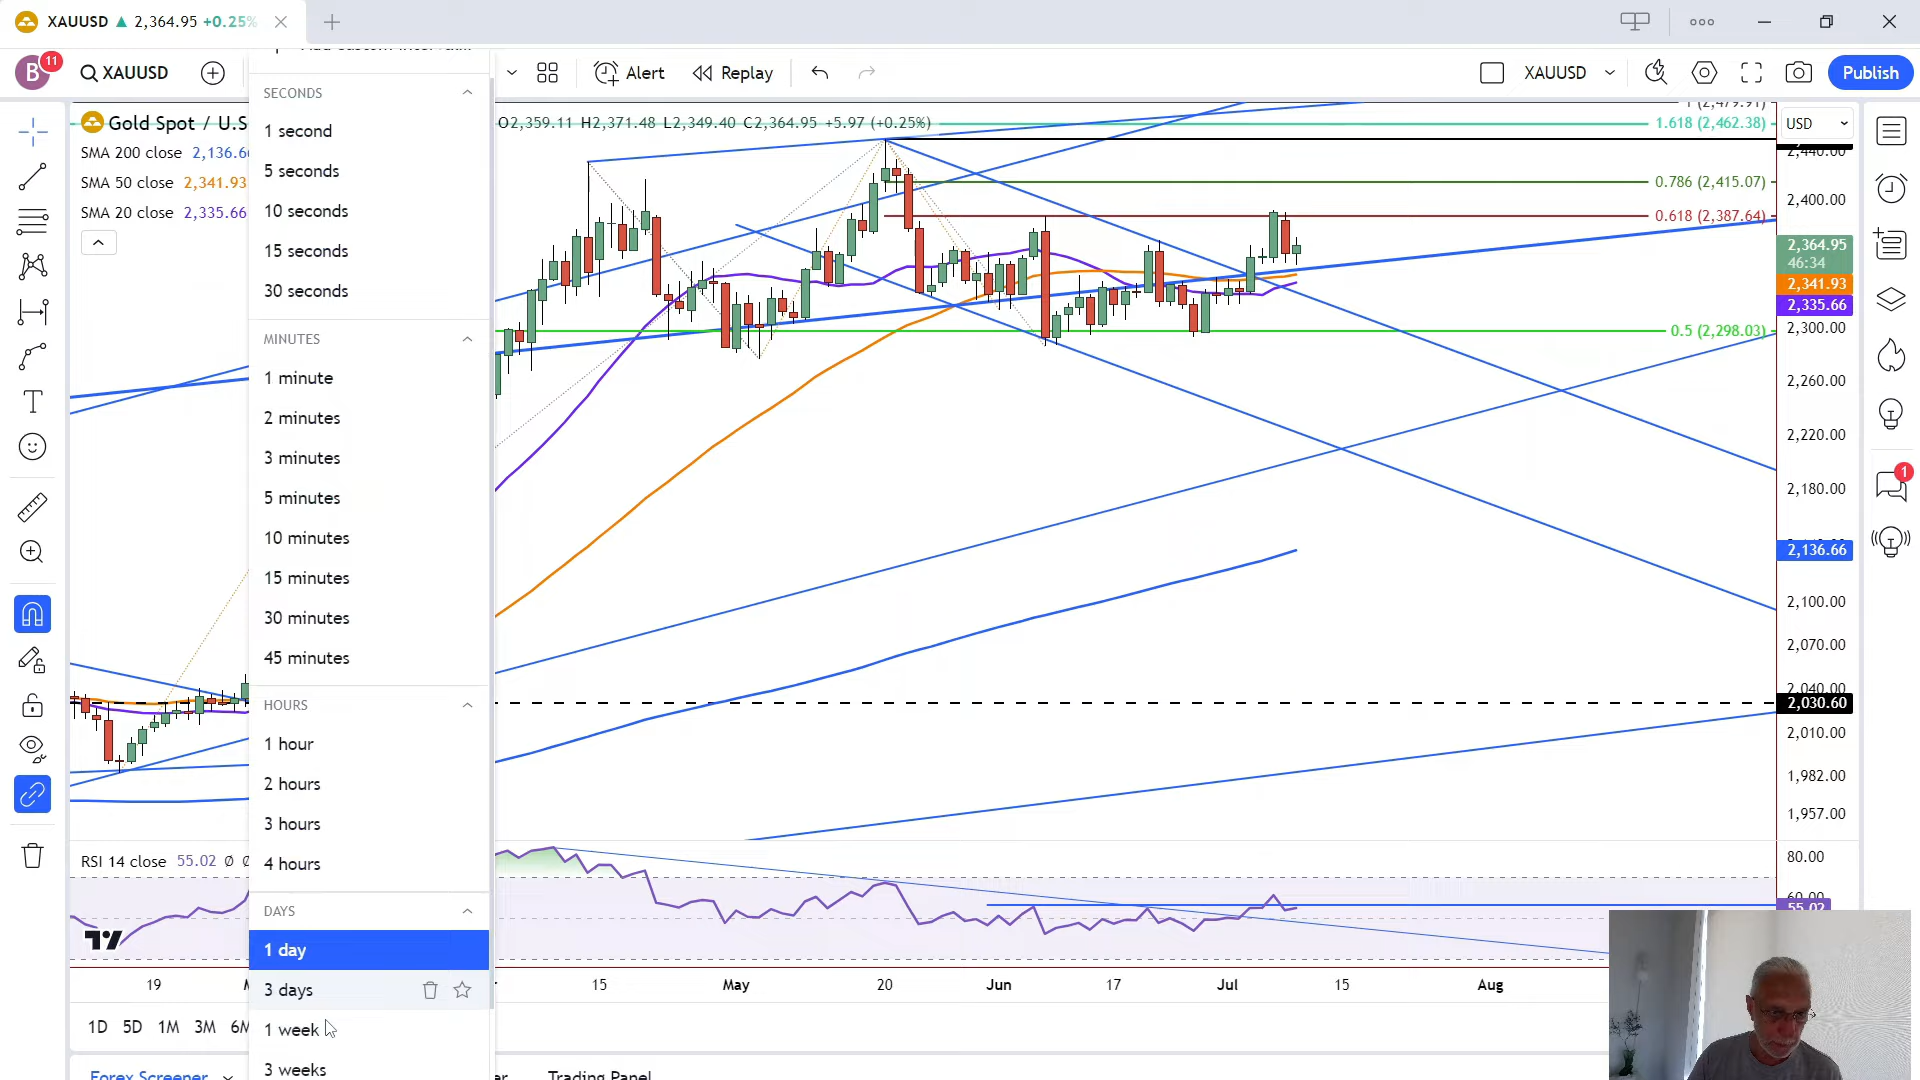 XAUUSD ▲ 2,364.95 +0.25%
B
11
XAUUSD
Alert
Replay
XAUUSD
Publish
Gold Spot / U.S
O2,359.11 H2,371.48 L2,349.40 C2,364.95 +5.97 (+0.25%)
SMA 200 close 2,136.6
SMA 50 close 2,341.93
SMA 20 close 2,335.66
SECONDS
1 second
5 seconds
10 seconds
15 seconds
30 seconds
MINUTES
1 minute
2 minutes
3 minutes
5 minutes
10 minutes
15 minutes
30 minutes
45 minutes
HOURS
1 hour
2 hours
3 hours
4 hours
DAYS
1 day
3 days
1 week
3 weeks
1 (2,479.91)
1.618 (2,462.38)
0.786 (2,415.07)
0.618 (2,387.64)
0.5 (2,298.03)
USD
2,440.00
2,400.00
2,364.95
46:34
2,341.93
2,335.66
2,300.00
2,260.00
2,220.00
2,180.00
2,136.66
2,100.00
2,070.00
2,040.00
2,030.60
2,010.00
1,982.00
1,957.00
1
RSI 14 close 55.02 Ø
80.00
60.00
55.02
19
15
May
20
Jun
17
Jul
15
Aug
1D 5D 1M 3M 6M
Forex Screener
Trading Panel